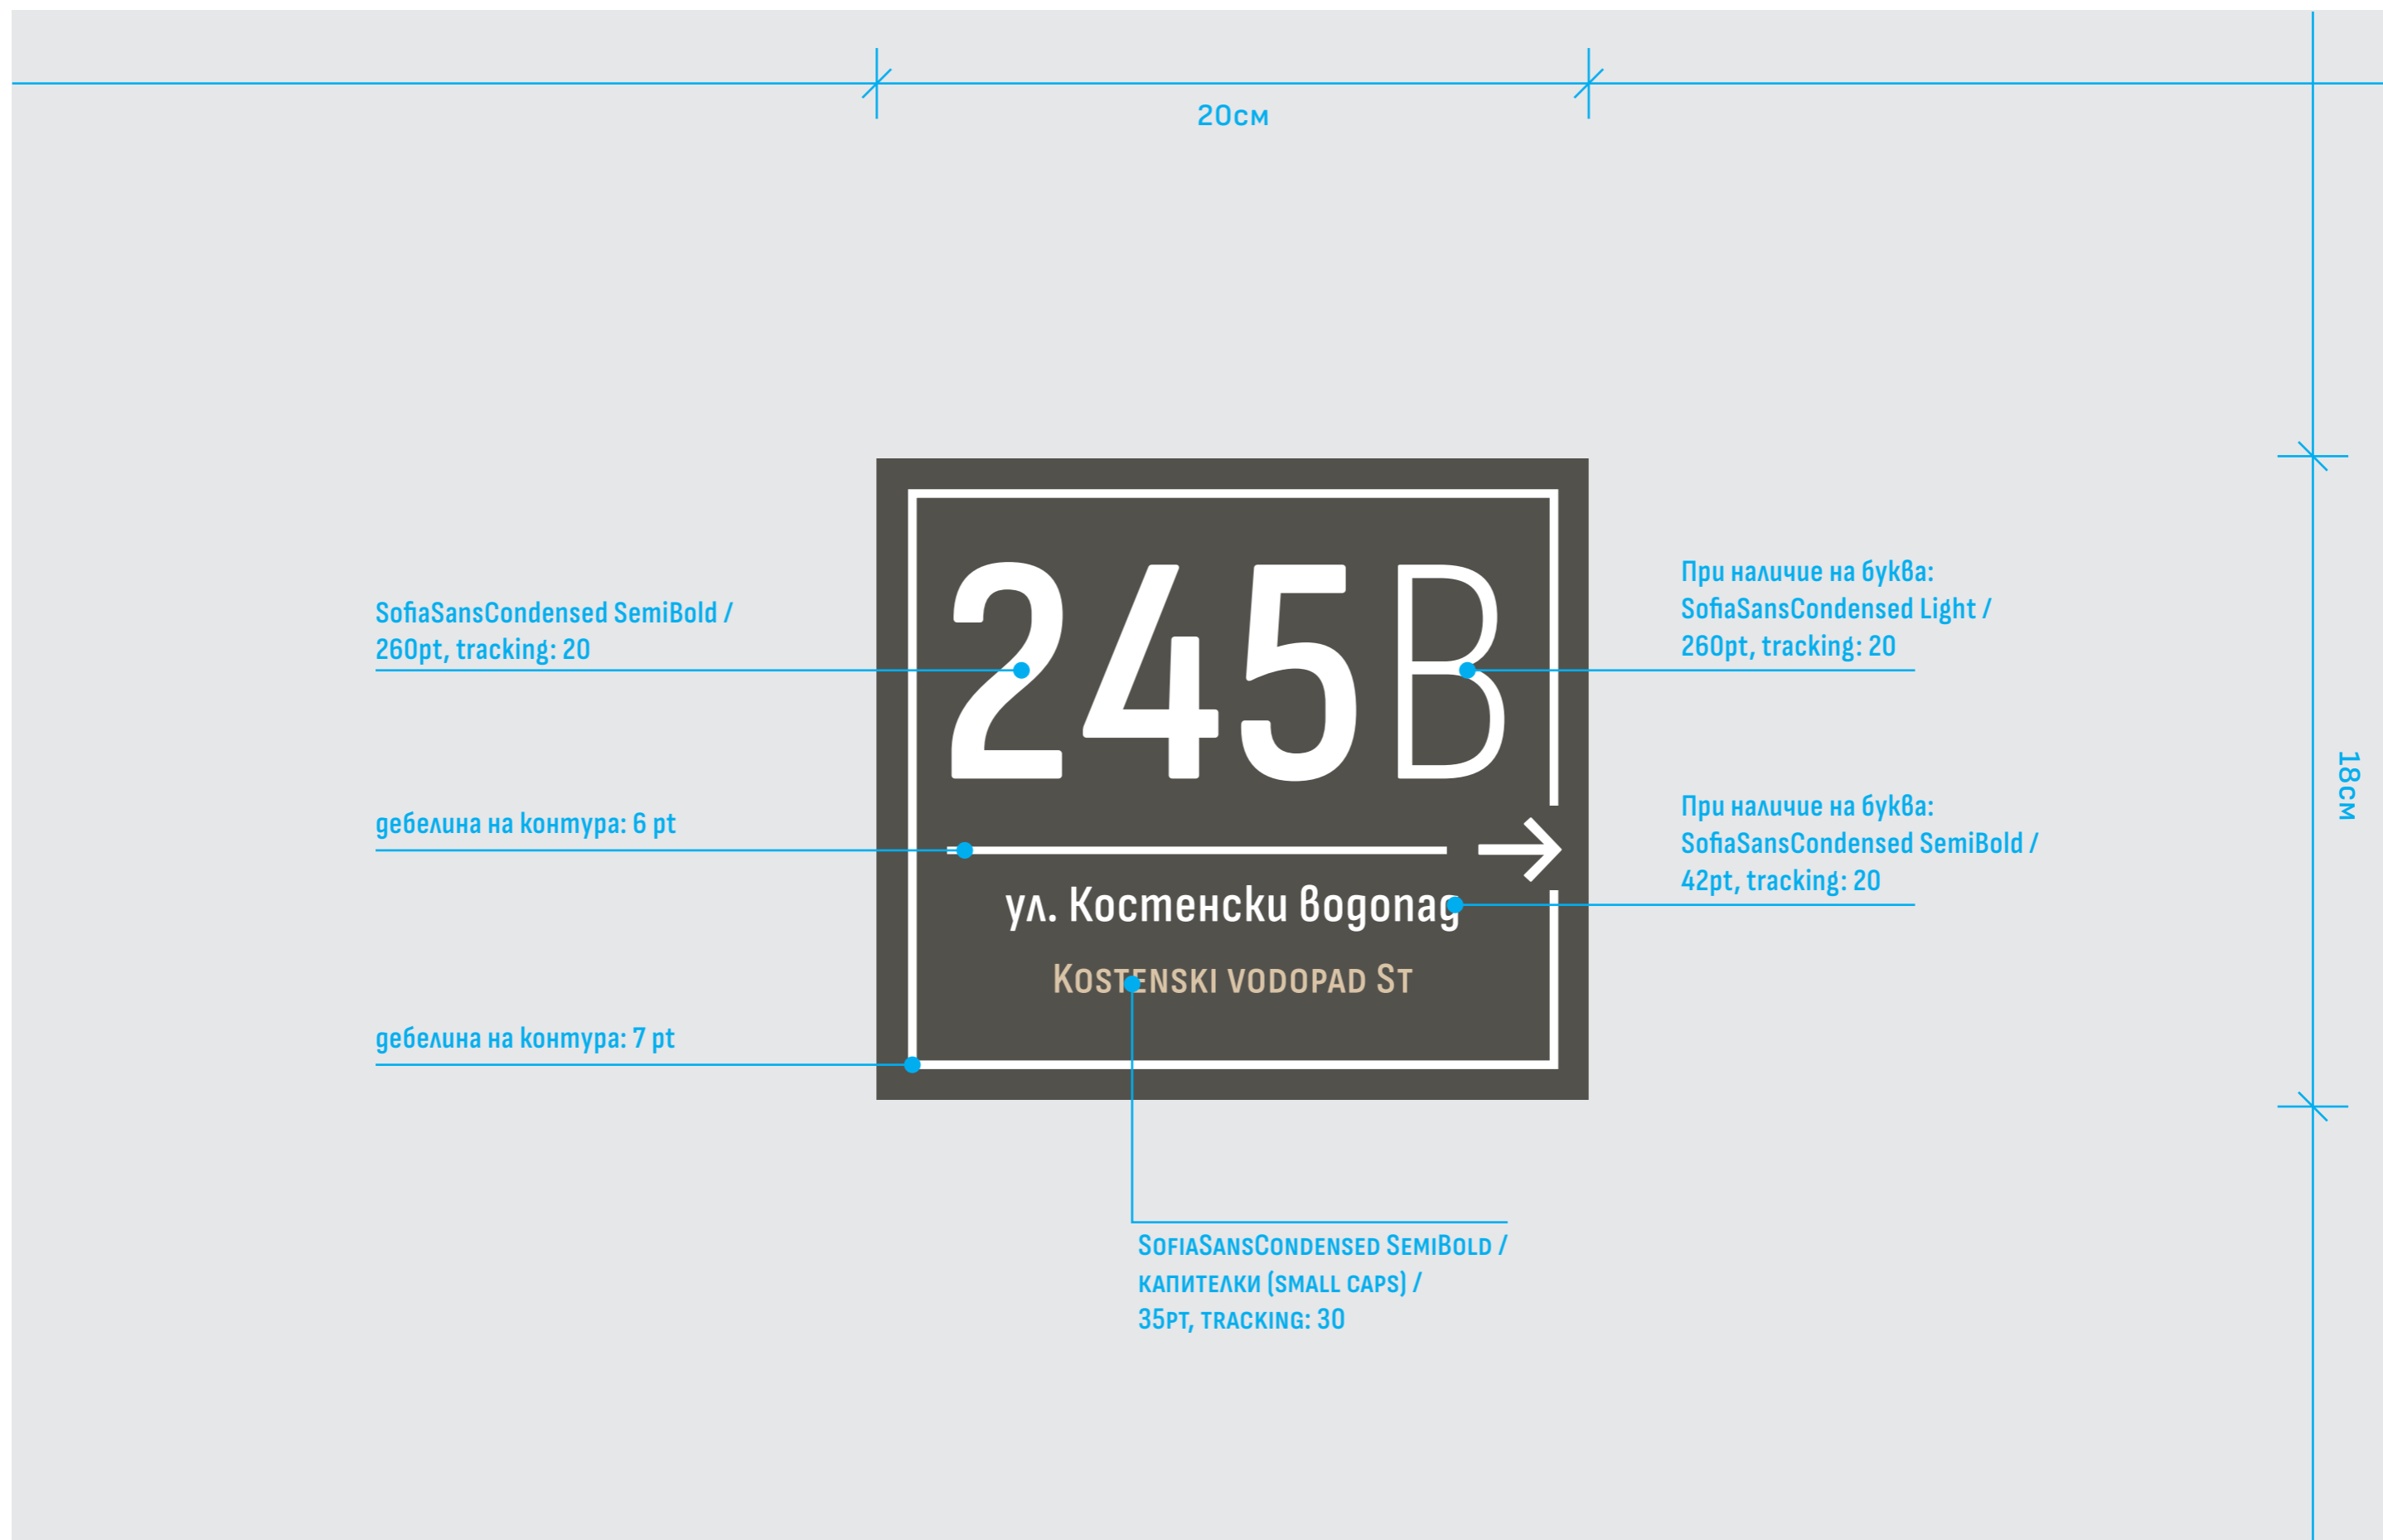 20см
245В
ул. Костенски водопад
Kostenski vodopad St
SofiaSansCondensed SemiBold /
260pt, tracking: 20
дебелина на контура: 6 pt
дебелина на контура: 7 pt
При наличие на буква:
SofiaSansCondensed Light /
260pt, tracking: 20
При наличие на буква:
SofiaSansCondensed SemiBold /
42pt, tracking: 20
18см
SofiaSansCondensed SemiBold /
капителки (small caps) /
35pt, tracking: 30